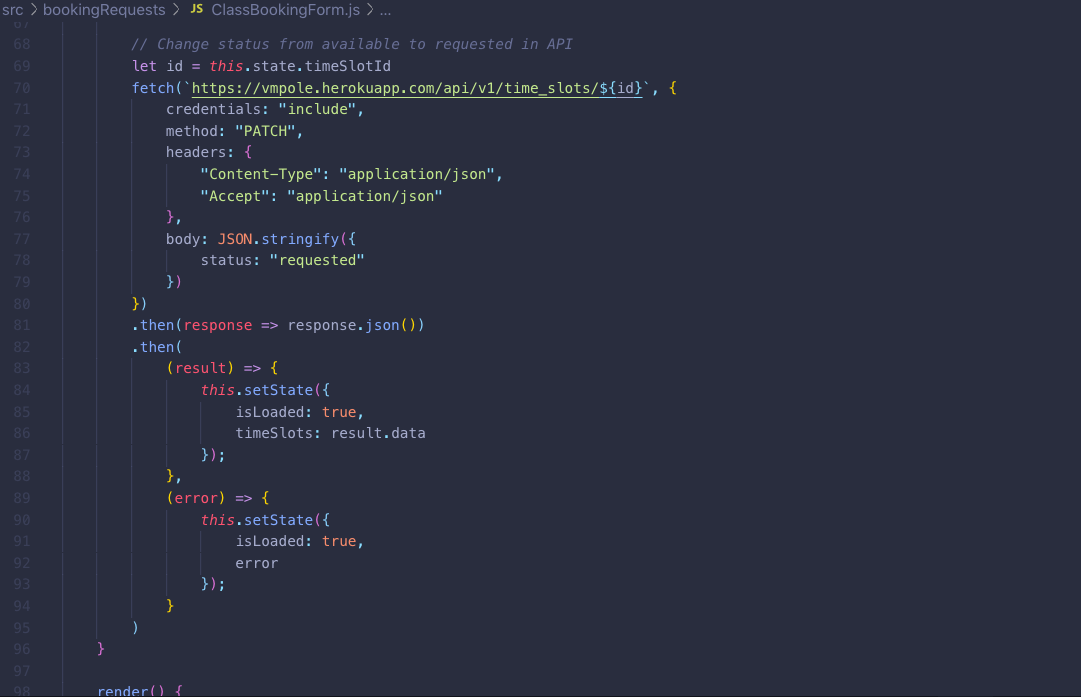 src > bookingRequests > JS ClassBookingForm.js > ...
67
68 // Change status from available to requested in API
69 let id = this.state.timeSlotId
70 fetch(`https://vmpole.herokuapp.com/api/v1/time_slots/${id}`, {
71 credentials: "include",
72 method: "PATCH",
73 headers: {
74 "Content-Type": "application/json",
75 "Accept": "application/json"
76 },
77 body: JSON.stringify({
78 status: "requested"
79 })
80 })
81 .then(response => response.json())
82 .then(
83 (result) => {
84 this.setState({
85 isLoaded: true,
86 timeSlots: result.data
87 });
88 },
89 (error) => {
90 this.setState({
91 isLoaded: true,
92 error
93 });
94 }
95 )
96 }
97
98 render() {